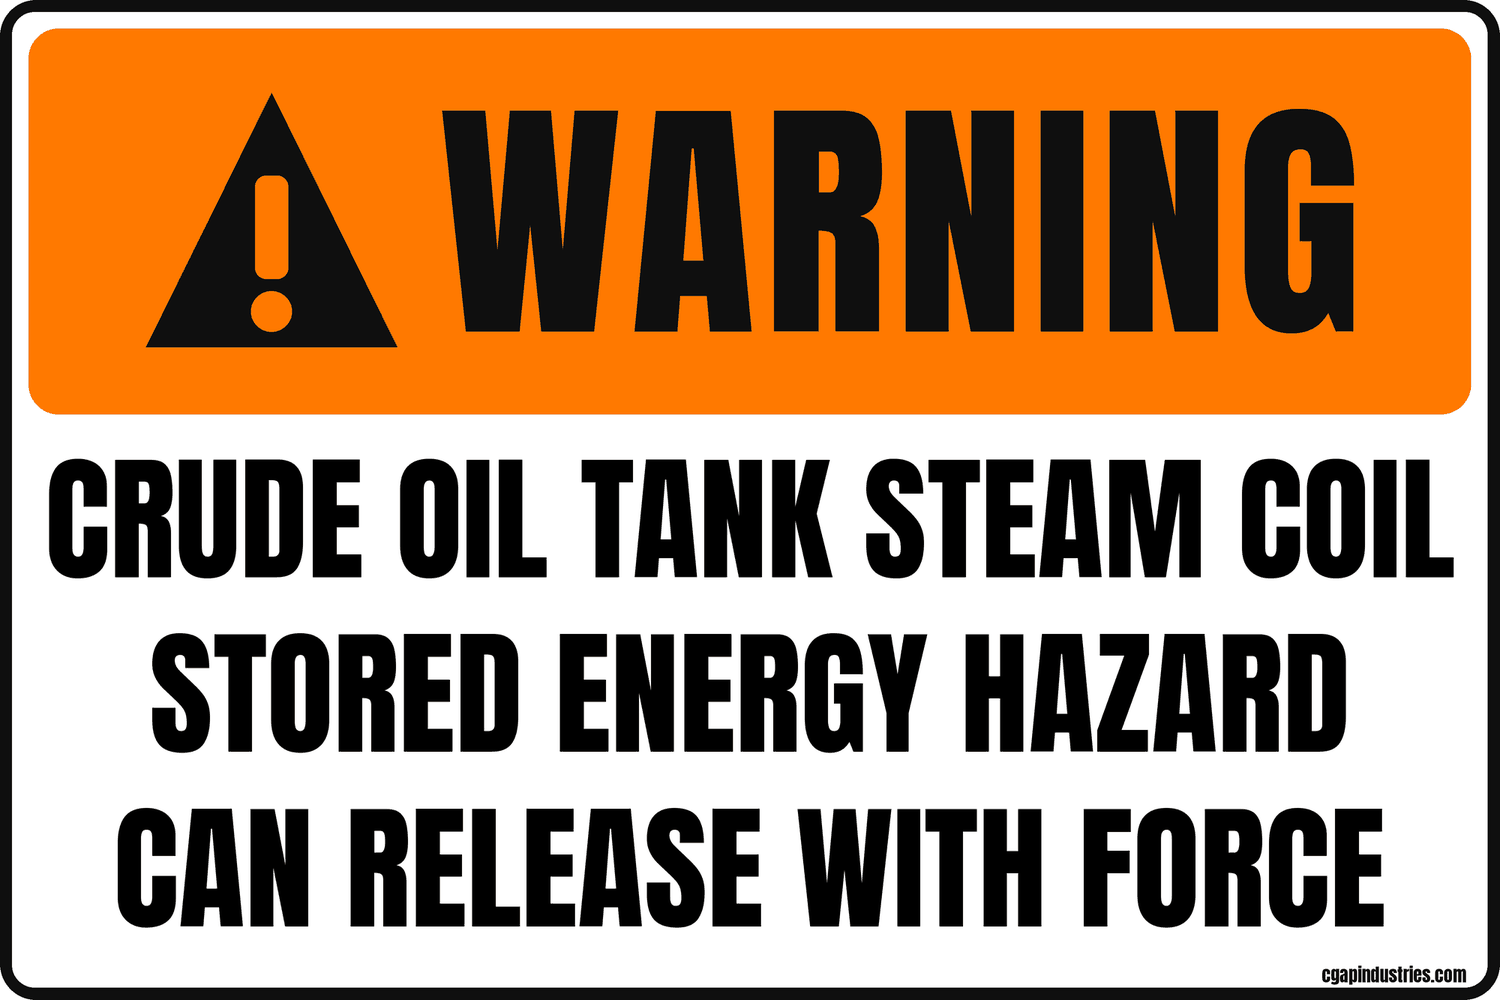 WARNING
CRUDE OIL TANK STEAM COIL
STORED ENERGY HAZARD
CAN RELEASE WITH FORCE
cgapindustries.com